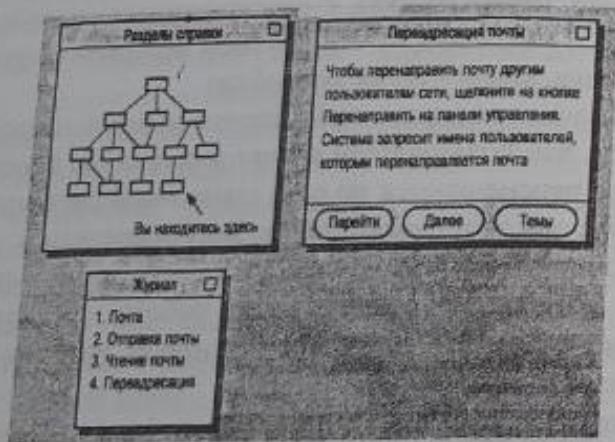 Разделы справки
Вы находитесь здесь
Переадресация почты
Чтобы перенаправить почту другим
пользователям сети, щелкните на кнопке
Перенаправить на панели управления.
Система запросит имена пользователей,
которым перенаправляется почта
Перейти
Далее
Темы
Журнал
1. Почта
2. Отправка почты
3. Чтение почты
4. Переадресация